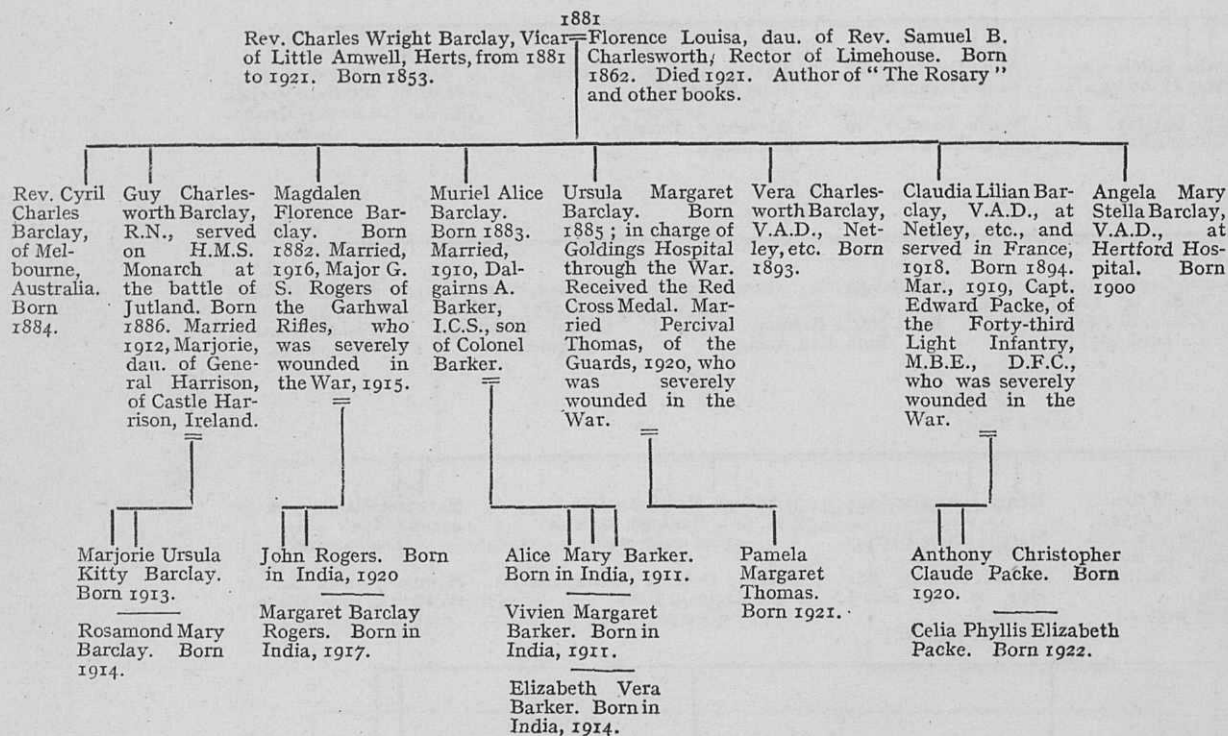 1881
Rev. Charles Wright Barclay, Vicar
of Little Amwell, Herts, from 1881
to 1921. Born 1853.
=
Florence Louisa, dau. of Rev. Samuel B.
Charlesworth, Rector of Limehouse. Born
1862. Died 1921. Author of "The Rosary"
and other books.
Rev. Cyril
Charles
Barclay,
of Mel-
bourne,
Australia.
Born
1884.
Guy Charles-
worth Barclay,
R.N., served
on H.M.S.
Monarch at
the battle of
Jutland. Born
1886. Married
1912, Marjorie,
dau. of Gene-
ral Harrison,
of Castle Har-
rison, Ireland.
=
Magdalen
Florence Bar-
clay. Born
1882. Married,
1916, Major G.
S. Rogers of
the Garhwal
Rifles, who
was severely
wounded in
the War, 1915.
=
Muriel Alice
Barclay.
Born 1883.
Married,
1910, Dal-
gairns A.
Barker,
I.C.S., son
of Colonel
Barker.
=
Ursula Margaret
Barclay. Born
1885; in charge of
Goldings Hospital
through the War.
Received the Red
Cross Medal. Mar-
ried Percival
Thomas, of the
Guards, 1920, who
was severely
wounded in the
War.
=
Vera Charles-
worth Barclay,
V.A.D., Net-
ley, etc. Born
1893.
Claudia Lilian Bar-
clay, V.A.D., at
Netley, etc., and
served in France,
1918. Born 1894.
Mar., 1919, Capt.
Edward Packe, of
the Forty-third
Light Infantry,
M.B.E., D.F.C.,
who was severely
wounded in the
War.
=
Angela Mary
Stella Barclay,
V.A.D., at
Hertford Hos-
pital. Born
1900
Marjorie Ursula
Kitty Barclay.
Born 1913.
Rosamond Mary
Barclay. Born
1914.
John Rogers. Born
in India, 1920
Margaret Barclay
Rogers. Born in
India, 1917.
Alice Mary Barker.
Born in India, 1911.
Vivien Margaret
Barker. Born in
India, 1911.
Elizabeth Vera
Barker. Born in
India, 1914.
Pamela
Margaret
Thomas.
Born 1921.
Anthony Christopher
Claude Packe. Born
1920.
Celia Phyllis Elizabeth
Packe. Born 1922.